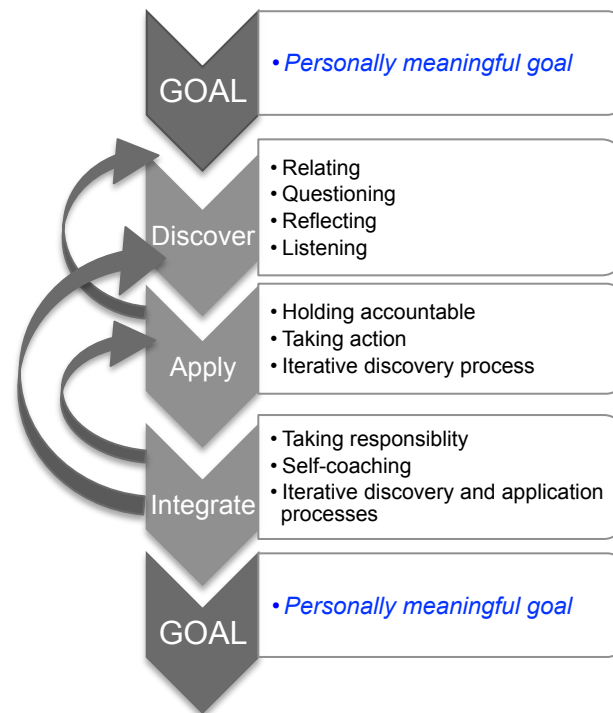 GOAL
• Personally meaningful goal
Discover
• Relating
• Questioning
• Reflecting
• Listening
Apply
• Holding accountable
• Taking action
• Iterative discovery process
Integrate
• Taking responsiblity
• Self-coaching
• Iterative discovery and application
processes
GOAL
• Personally meaningful goal